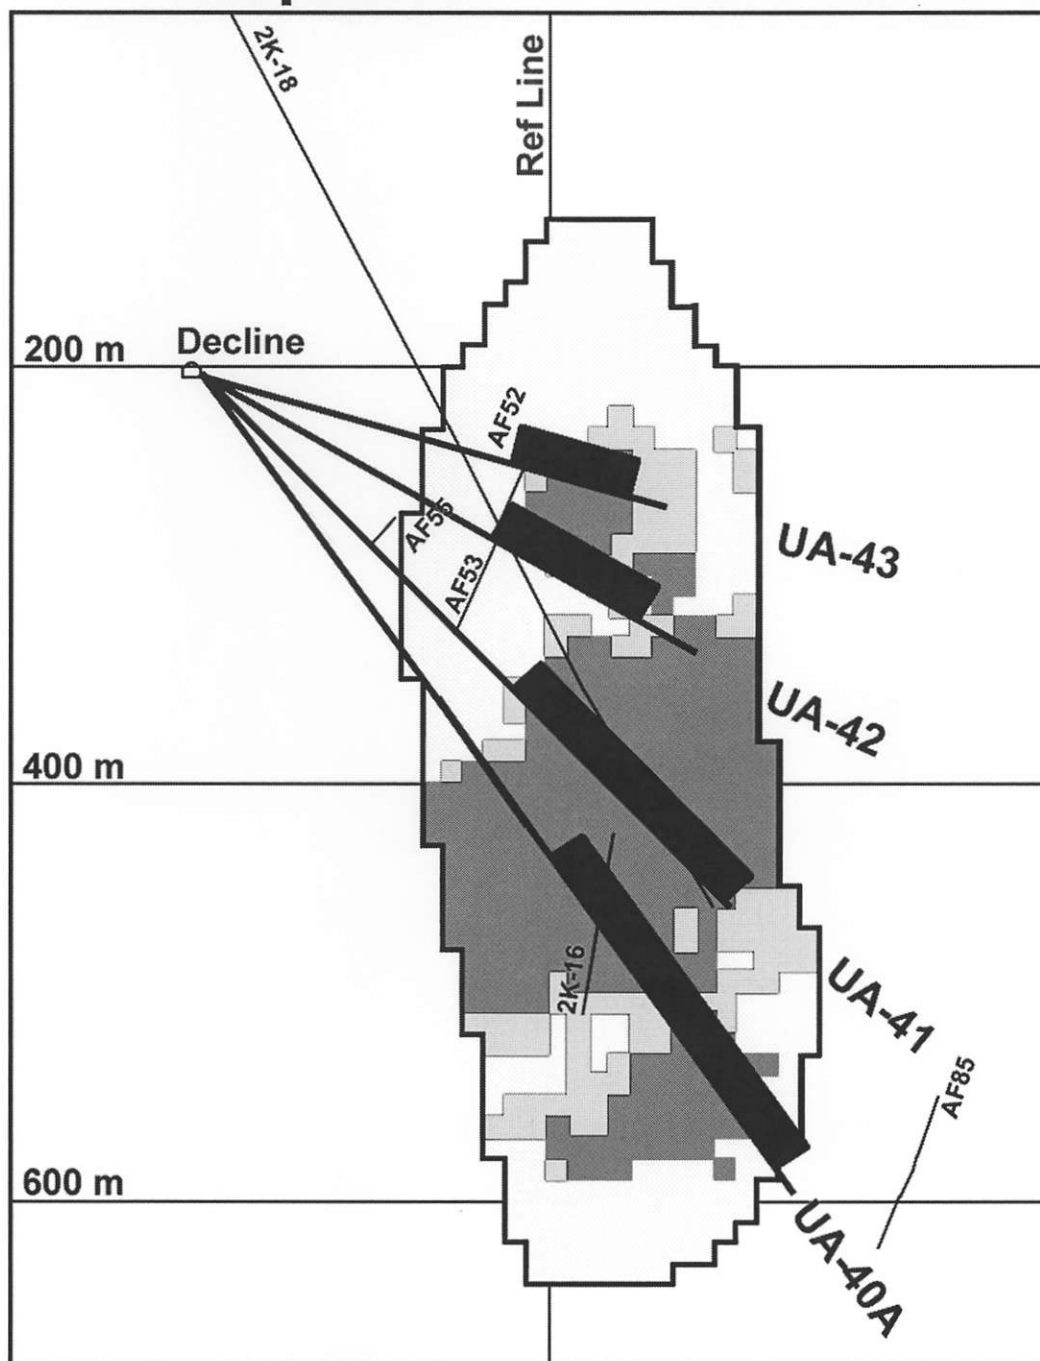 2K-18
Ref Line
200 m
Decline
AF52
AF55
UA-43
AF53
UA-42
400 m
2K-16
UA-41
AF85
600 m
UA-40A